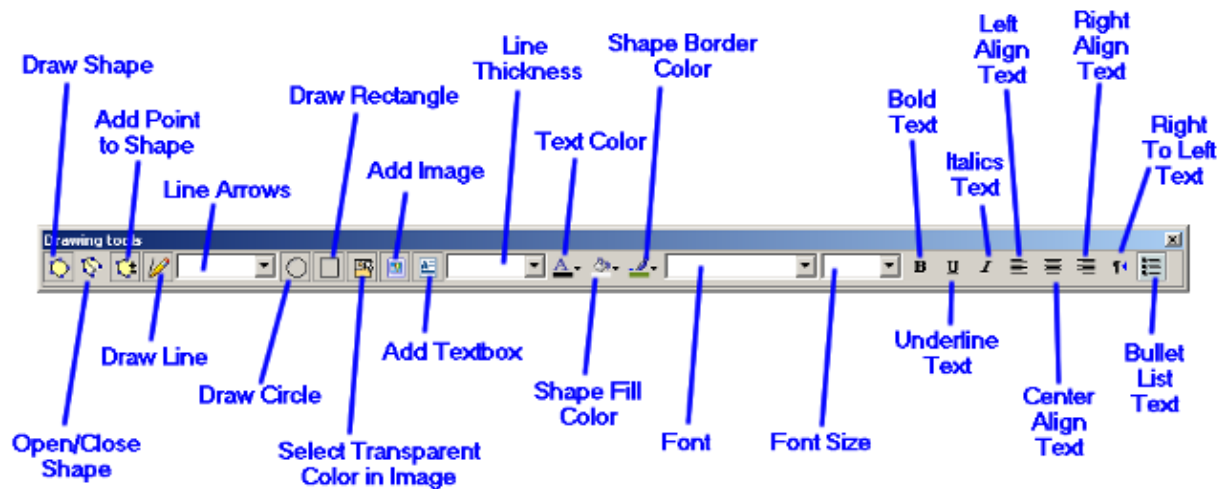 Draw Shape
Add Point
to Shape
Line Arrows
Draw Rectangle
Add Image
Line
Thickness
Text Color
Shape Border
Color
Bold
Text
Italics
Text
Left
Align
Text
Right
Align
Text
Right
To Left
Text
Drawing tools
A
B
U
I
Open/Close
Shape
Draw Line
Draw Circle
Select Transparent
Color in Image
Add Textbox
Shape Fill
Color
Font
Font Size
Underline
Text
Center
Align
Text
Bullet
List
Text